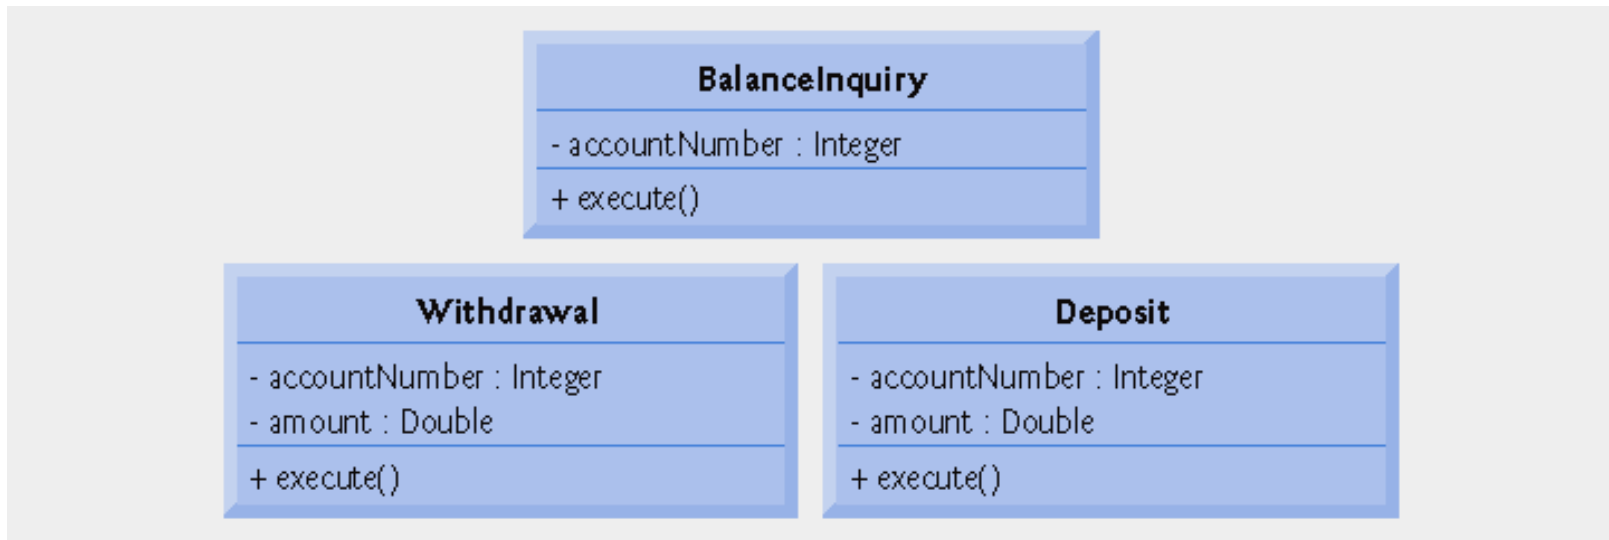 BalanceInquiry
- accountNumber : Integer
+ execute()
Withdrawal
- accountNumber : Integer
- amount : Double
+ execute()
Deposit
- accountNumber : Integer
- amount : Double
+ execute()